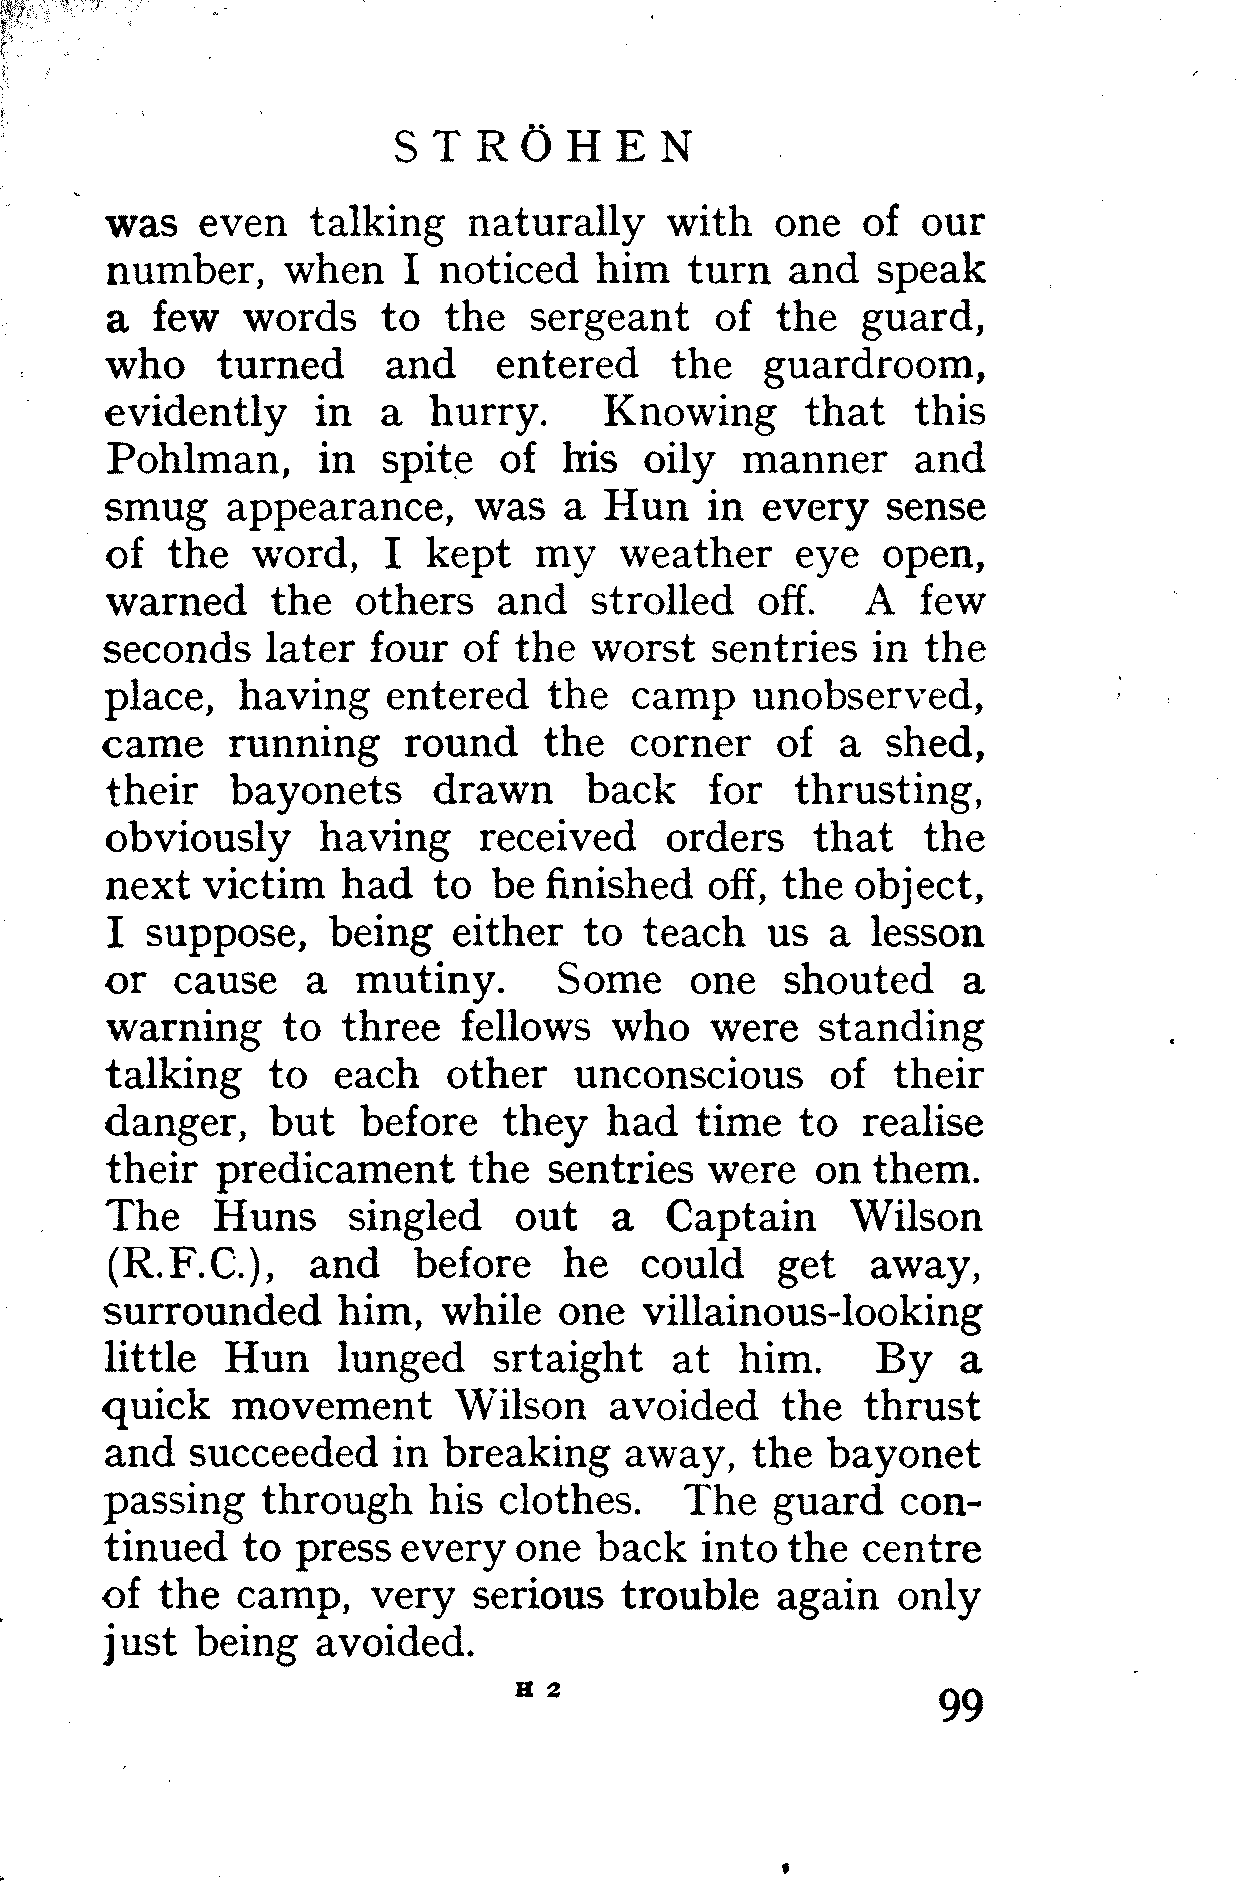 STRÖHEN
was even talking naturally with one of our
number, when I noticed him turn and speak
a few words to the sergeant of the guard,
who turned and entered the guardroom,
evidently in a hurry. Knowing that this
Pohlman, in spite of his oily manner and
smug appearance, was a Hun in every sense
of the word, I kept my weather eye open,
warned the others and strolled off. A few
seconds later four of the worst sentries in the
place, having entered the camp unobserved,
came running round the corner of a shed,
their bayonets drawn back for thrusting,
obviously having received orders that the
next victim had to be finished off, the object,
I suppose, being either to teach us a lesson
or cause a mutiny. Some one shouted a
warning to three fellows who were standing
talking to each other unconscious of their
danger, but before they had time to realise
their predicament the sentries were on them.
The Huns singled out a Captain Wilson
(R.F.C.), and before he could get away,
surrounded him, while one villainous-looking
little Hun lunged srtaight at him. By a
quick movement Wilson avoided the thrust
and succeeded in breaking away, the bayonet
passing through his clothes. The guard con-
tinued to press every one back into the centre
of the camp, very serious trouble again only
just being avoided.
H 2
99